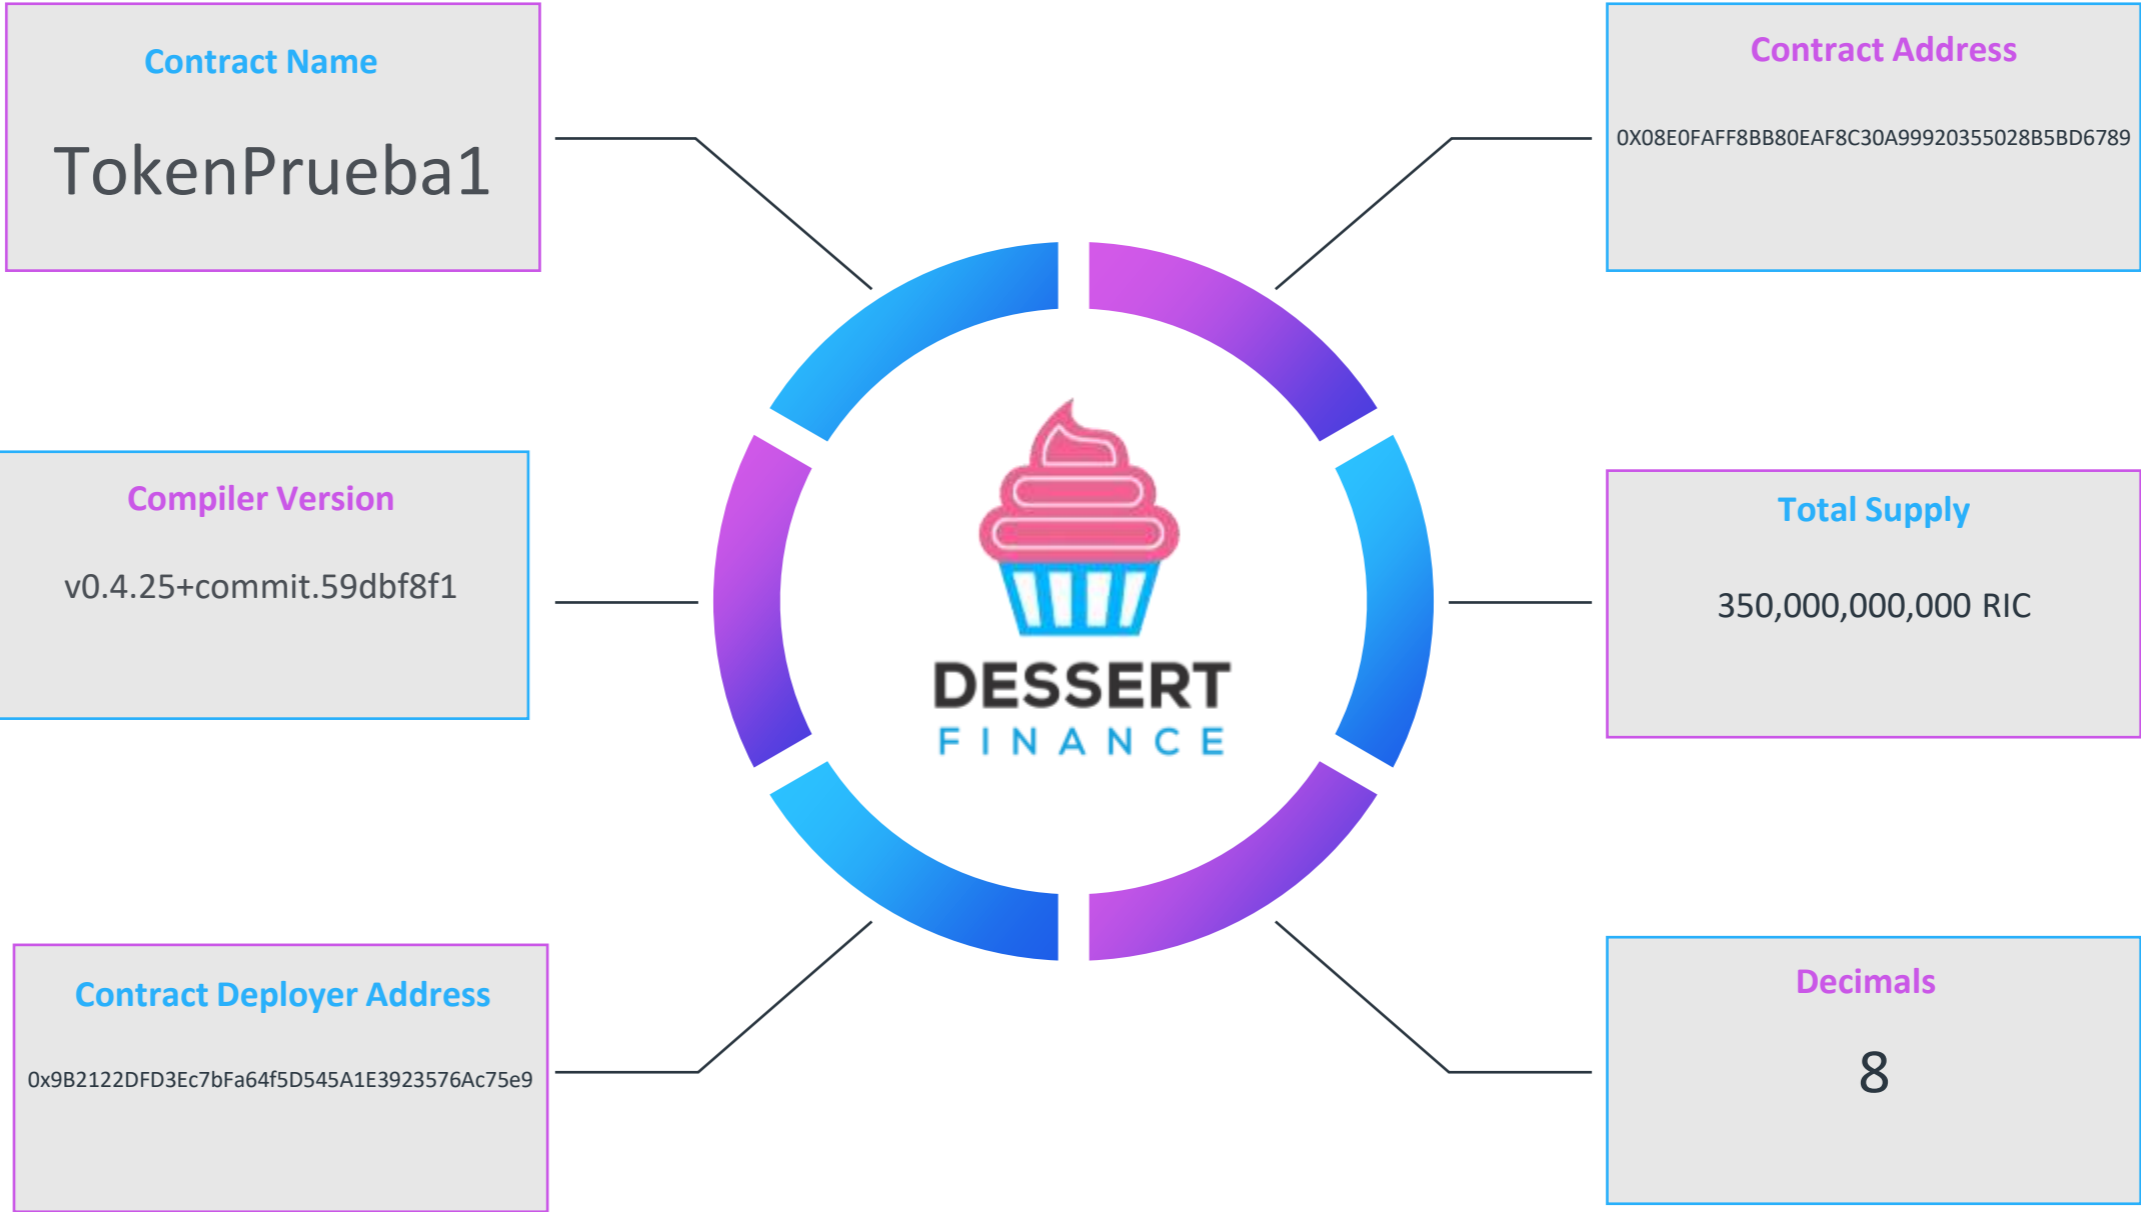 Contract Name
TokenPrueba1
Contract Address
0X08E0FAFF8BB80EAF8C30A99920355028B5BD6789
Compiler Version
v0.4.25+commit.59dbf8f1
DESSERT
FINANCE
Total Supply
350,000,000,000 RIC
Contract Deployer Address
0x9B2122DFD3Ec7bFa64f5D545A1E3923576Ac75e9
Decimals
8